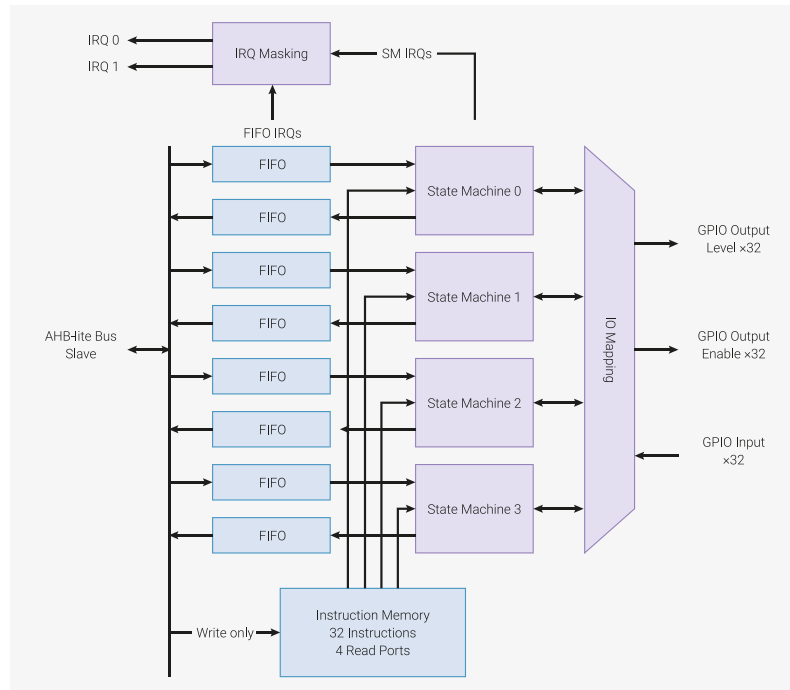 IRQ 0
IRQ 1
IRQ Masking
SM IRQs
FIFO IRQs
FIFO
FIFO
State Machine 0
FIFO
FIFO
State Machine 1
FIFO
FIFO
State Machine 2
FIFO
FIFO
State Machine 3
AHB-lite Bus
Slave
IO Mapping
GPIO Output
Level ×32
GPIO Output
Enable ×32
GPIO Input
×32
Write only
Instruction Memory
32 Instructions
4 Read Ports